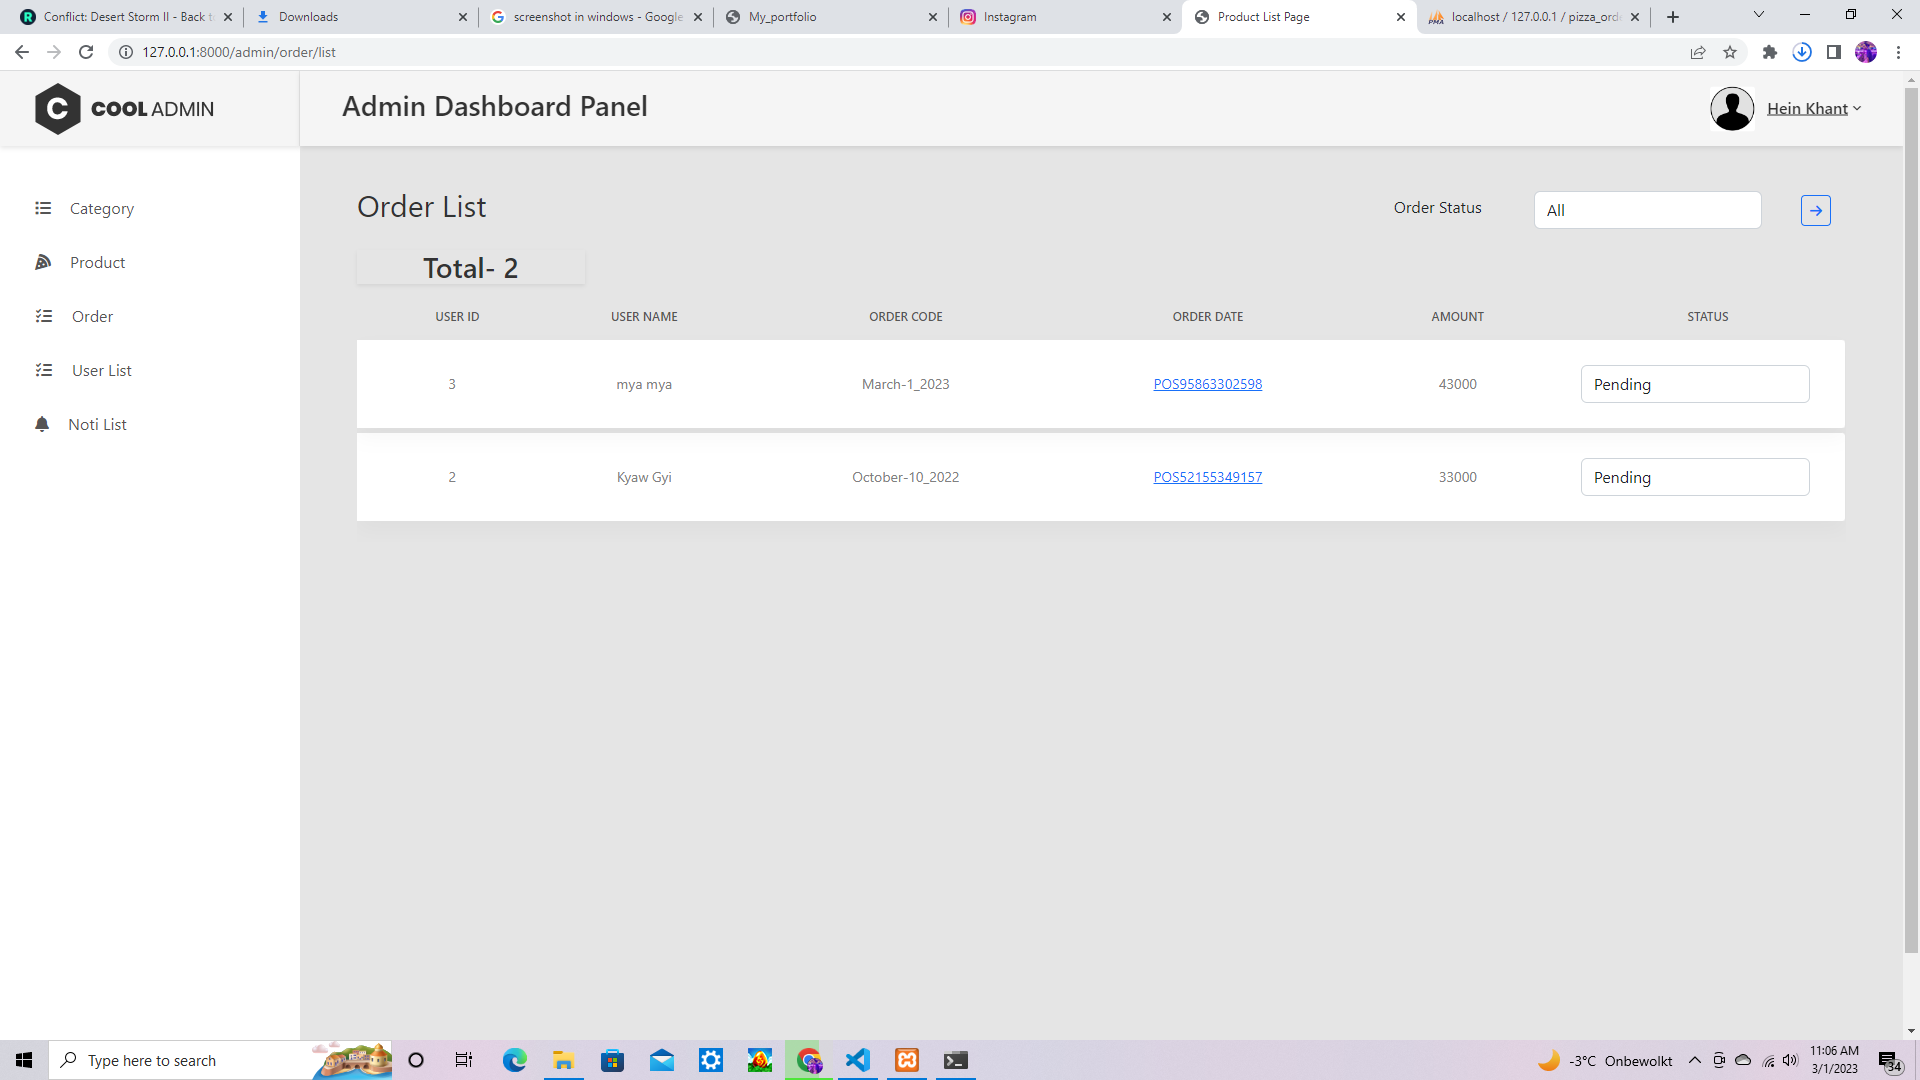 Conflict: Desert Storm II - Back t
Downloads
screenshot in windows - Google
My_portfolio
Instagram
Product List Page
localhost / 127.0.0.1 / pizza_ord
127.0.0.1:8000/admin/order/list
COOL ADMIN
Admin Dashboard Panel
Hein Khant
Category
Product
Order
User List
Noti List
Order List
Order Status
All
Total- 2
USER ID USER NAME ORDER CODE ORDER DATE AMOUNT STATUS
3 mya mya March-1_2023 POS95863302598 43000 Pending
2 Kyaw Gyi October-10_2022 POS52155349157 33000 Pending
Type here to search
-3°C Onbewolkt
11:06 AM
3/1/2023
34